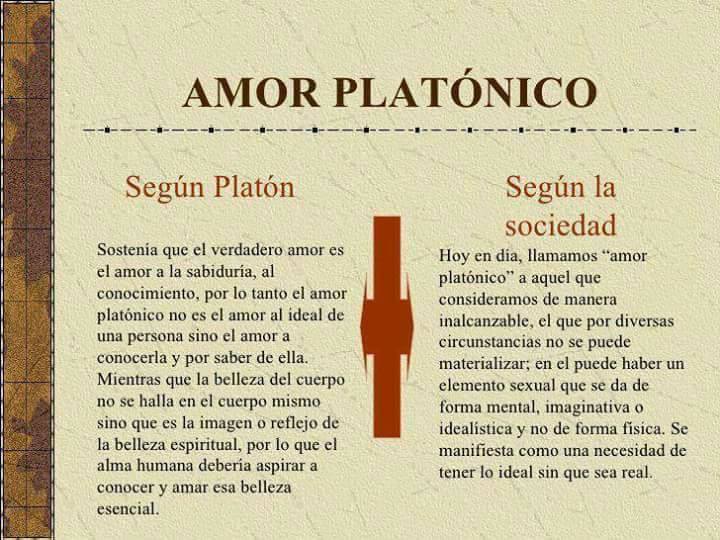 AMOR PLATÓNICO
Según Platón
Sostenía que el verdadero amor es
el amor a la sabiduría, al
conocimiento, por lo tanto el amor
platónico no es el amor al ideal de
una persona sino el amor a
conocerla y por saber de ella.
Mientras que la belleza del cuerpo
no se halla en el cuerpo mismo
sino que es la imagen o reflejo de
la belleza espiritual, por lo que el
alma humana debería aspirar a
conocer y amar esa belleza
esencial.
Según la
sociedad
Hoy en día, llamamos “amor
platónico” a aquel que
consideramos de manera
inalcanzable, el que por diversas
circunstancias no se puede
materializar; en el puede haber un
elemento sexual que se da de
forma mental, imaginativa o
idealística y no de forma física. Se
manifiesta como una necesidad de
tener lo ideal sin que sea real.